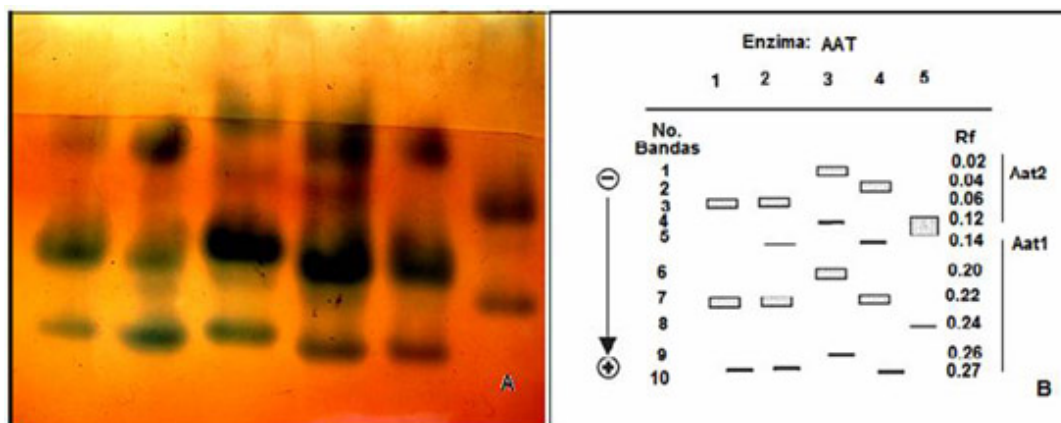 A
Enzima: AAT
1 2 3 4 5
No.
Bandas
Rf
1 0.02
2 0.04
3 0.06
4 0.12
5 0.14
6 0.20
7 0.22
8 0.24
9 0.26
10 0.27
Aat2
Aat1
B